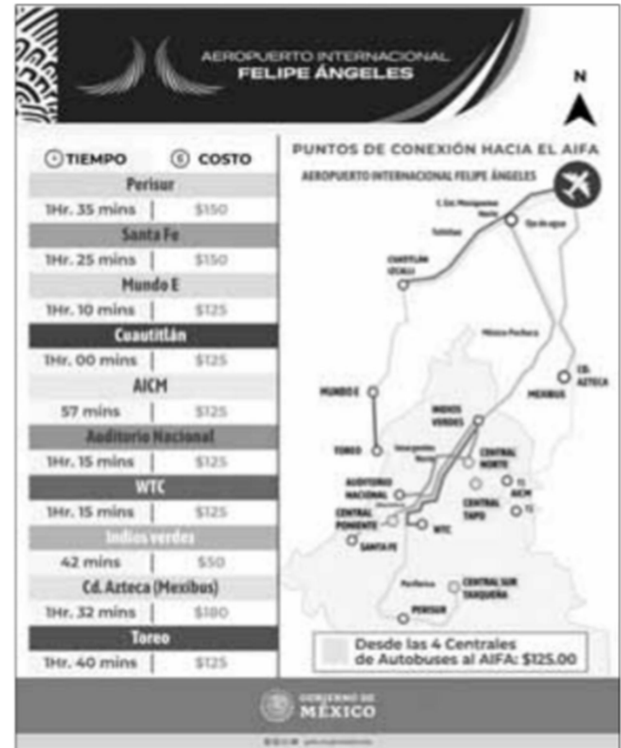 AEROPUERTO INTERNACIONAL
FELIPE ÁNGELES
N
TIEMPO
COSTO
Perisur
1Hr. 35 mins | $150
Santa Fe
1Hr. 25 mins | $150
Mundo E
1Hr. 10 mins | $125
Cuautitlán
1Hr. 00 mins | $125
AICM
57 mins | $125
Auditorio Nacional
1Hr. 15 mins | $125
WTC
1Hr. 15 mins | $125
Indios verdes
42 mins | $50
Cd. Azteca (Mexibus)
1Hr. 32 mins |
Toreo
1Hr. 40 mins | $125
PUNTOS DE CONEXIÓN HACIA EL AIFA
AEROPUERTO INTERNACIONAL FELIPE ÁNGELES
Ojo de agua
CUAUTITLÁN
IZCALLI
México-Pachuca
CD.
AZTECA
MEXIBUS
MUNDO E
INDIOS
VERDES
TOREO
Insurgentes
Norte
CENTRAL
NORTE
AUDITORIO
NACIONAL
T1
AICM
T2
CENTRAL
TAPO
CENTRAL
PONIENTE
WTC
SANTA FE
Periférico
CENTRAL SUR
TAXQUEÑA
PERISUR
Desde las 4 Centrales
de Autobuses al AIFA: $125.00
GOBIERNO DE
MÉXICO